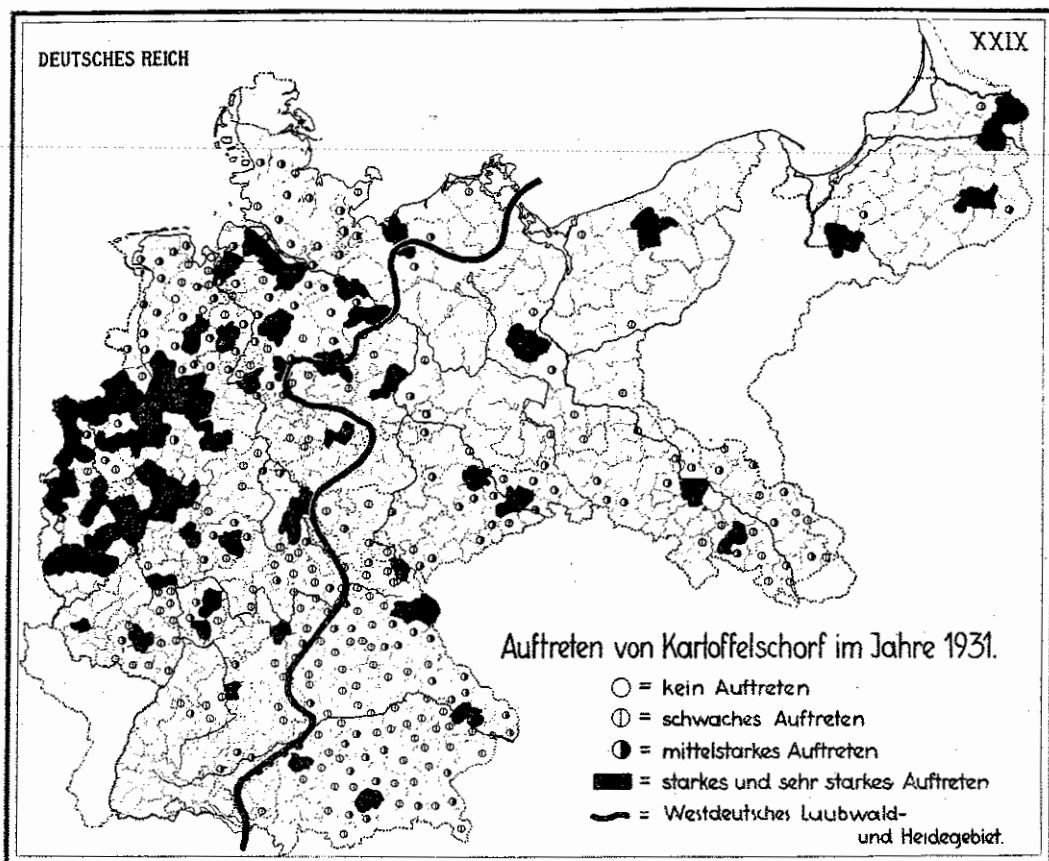 DEUTSCHES REICH
XXIX
Auftreten von Kartoffelschorf im Jahre 1931.
= kein Auftreten
= schwaches Auftreten
= mittelstarkes Auftreten
= starkes und sehr starkes Auftreten
= Westdeutsches Laubwald-
und Heidegebiet.